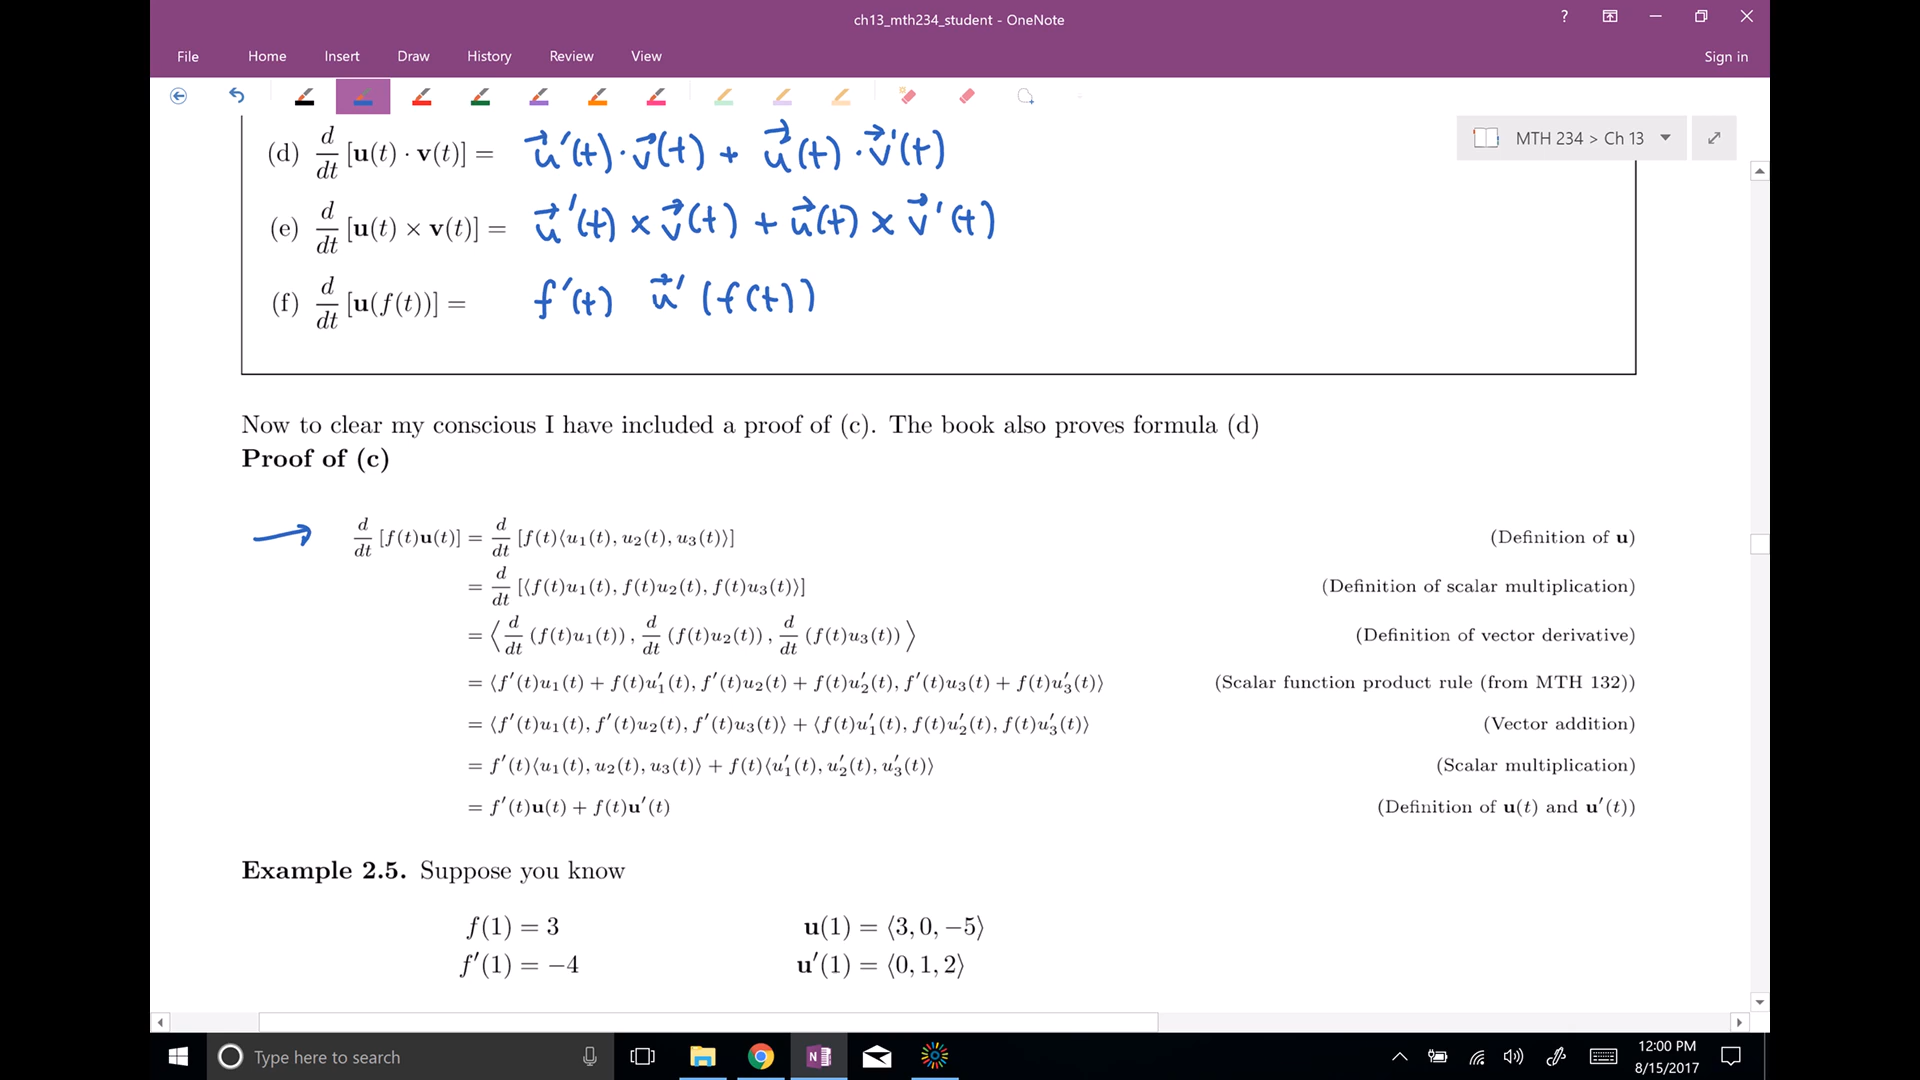 ch13_mth234_student - OneNote
?
File Home Insert Draw History Review View Sign in
MTH 234 > Ch 13
(d) d/dt [u(t) · v(t)] = u⃗'(t) · v⃗(t) + u⃗(t) · v⃗'(t)
(e) d/dt [u(t) × v(t)] = u⃗'(t) × v⃗(t) + u⃗(t) × v⃗'(t)
(f) d/dt [u(f(t))] = f'(t) u⃗'(f(t))
Now to clear my conscious I have included a proof of (c). The book also proves formula (d)
Proof of (c)
→ d/dt [f(t)u(t)] = d/dt [f(t)⟨u₁(t), u₂(t), u₃(t)⟩] (Definition of u)
= d/dt [⟨f(t)u₁(t), f(t)u₂(t), f(t)u₃(t)⟩] (Definition of scalar multiplication)
= ⟨d/dt (f(t)u₁(t)), d/dt (f(t)u₂(t)), d/dt (f(t)u₃(t))⟩ (Definition of vector derivative)
= ⟨f'(t)u₁(t) + f(t)u₁'(t), f'(t)u₂(t) + f(t)u₂'(t), f'(t)u₃(t) + f(t)u₃'(t)⟩ (Scalar function product rule (from MTH 132))
= ⟨f'(t)u₁(t), f'(t)u₂(t), f'(t)u₃(t)⟩ + ⟨f(t)u₁'(t), f(t)u₂'(t), f(t)u₃'(t)⟩ (Vector addition)
= f'(t)⟨u₁(t), u₂(t), u₃(t)⟩ + f(t)⟨u₁'(t), u₂'(t), u₃'(t)⟩ (Scalar multiplication)
= f'(t)u(t) + f(t)u'(t) (Definition of u(t) and u'(t))
Example 2.5. Suppose you know
f(1) = 3 u(1) = ⟨3, 0, −5⟩
f'(1) = −4 u'(1) = ⟨0, 1, 2⟩
Type here to search
N
12:00 PM
8/15/2017